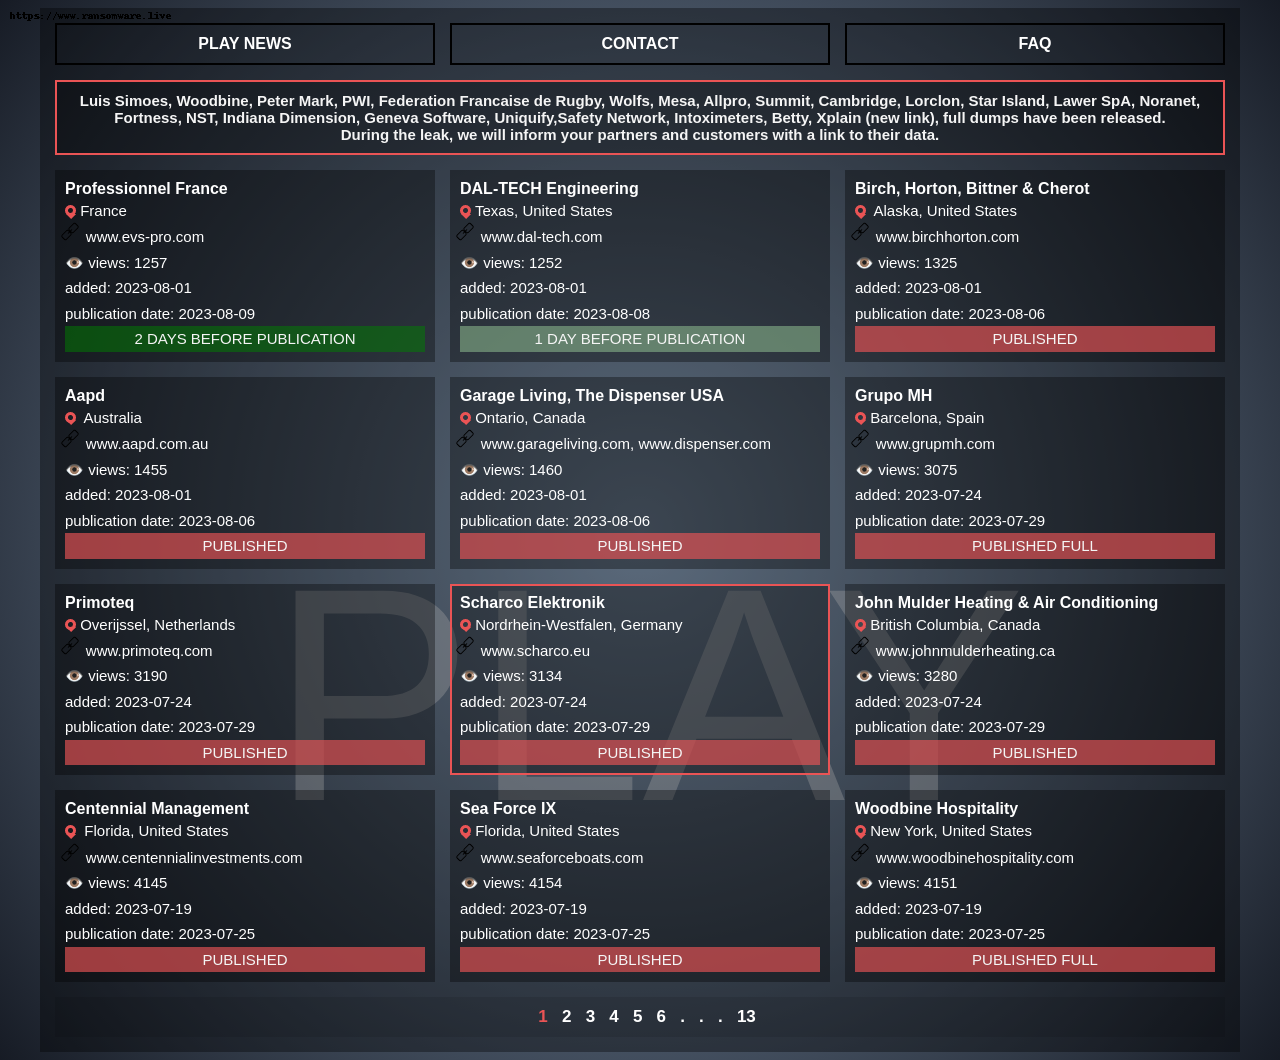 https://www.ransomware.live
PLAY NEWS
CONTACT
FAQ
Luis Simoes, Woodbine, Peter Mark, PWI, Federation Francaise de Rugby, Wolfs, Mesa, Allpro, Summit, Cambridge, Lorclon, Star Island, Lawer SpA, Noranet,
Fortness, NST, Indiana Dimension, Geneva Software, Uniquify,Safety Network, Intoximeters, Betty, Xplain (new link), full dumps have been released.
During the leak, we will inform your partners and customers with a link to their data.
Professionnel France
France
www.evs-pro.com
views: 1257
added: 2023-08-01
publication date: 2023-08-09
2 DAYS BEFORE PUBLICATION
DAL-TECH Engineering
Texas, United States
www.dal-tech.com
views: 1252
added: 2023-08-01
publication date: 2023-08-08
1 DAY BEFORE PUBLICATION
Birch, Horton, Bittner & Cherot
Alaska, United States
www.birchhorton.com
views: 1325
added: 2023-08-01
publication date: 2023-08-06
PUBLISHED
Aapd
Australia
www.aapd.com.au
views: 1455
added: 2023-08-01
publication date: 2023-08-06
PUBLISHED
Garage Living, The Dispenser USA
Ontario, Canada
www.garageliving.com, www.dispenser.com
views: 1460
added: 2023-08-01
publication date: 2023-08-06
PUBLISHED
Grupo MH
Barcelona, Spain
www.grupmh.com
views: 3075
added: 2023-07-24
publication date: 2023-07-29
PUBLISHED FULL
Primoteq
Overijssel, Netherlands
www.primoteq.com
views: 3190
added: 2023-07-24
publication date: 2023-07-29
PUBLISHED
Scharco Elektronik
Nordrhein-Westfalen, Germany
www.scharco.eu
views: 3134
added: 2023-07-24
publication date: 2023-07-29
PUBLISHED
John Mulder Heating & Air Conditioning
British Columbia, Canada
www.johnmulderheating.ca
views: 3280
added: 2023-07-24
publication date: 2023-07-29
PUBLISHED
PLAY
Centennial Management
Florida, United States
www.centennialinvestments.com
views: 4145
added: 2023-07-19
publication date: 2023-07-25
PUBLISHED
Sea Force IX
Florida, United States
www.seaforceboats.com
views: 4154
added: 2023-07-19
publication date: 2023-07-25
PUBLISHED
Woodbine Hospitality
New York, United States
www.woodbinehospitality.com
views: 4151
added: 2023-07-19
publication date: 2023-07-25
PUBLISHED FULL
1 2 3 4 5 6 . . . 13